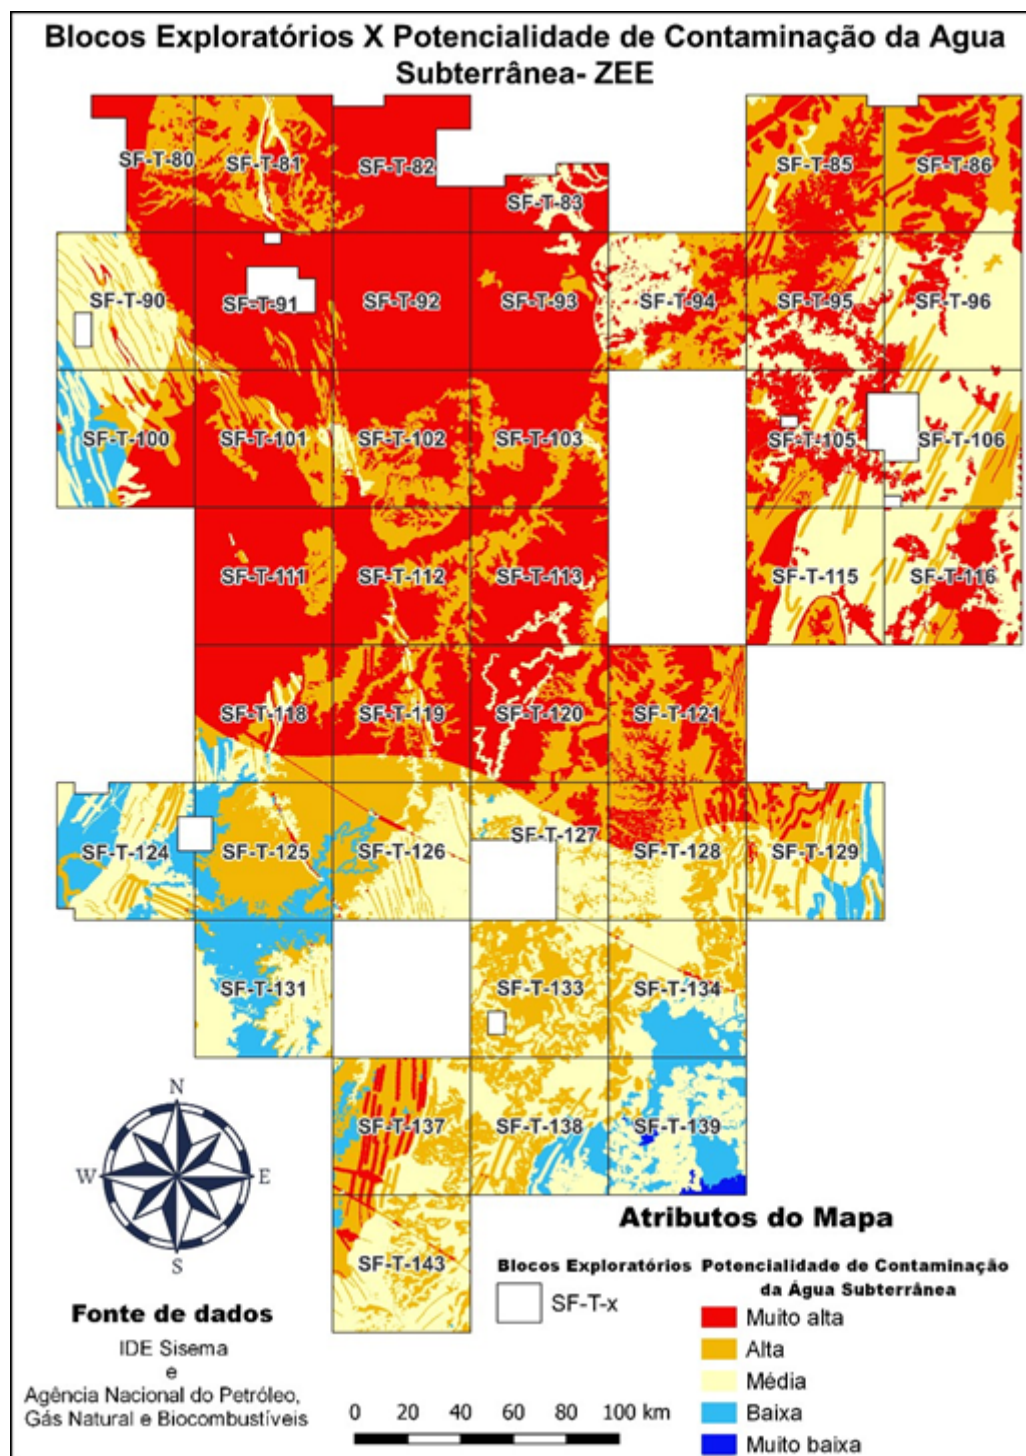 Blocos Exploratórios X Potencialidade de Contaminação da Agua
Subterrânea- ZEE
SF-T-80
SF-T-81
SF-T-82
SF-T-83
SF-T-85
SF-T-86
SF-T-90
SF-T-91
SF-T-92
SF-T-93
SF-T-94
SF-T-95
SF-T-96
SF-T-100
SF-T-101
SF-T-102
SF-T-103
SF-T-105
SF-T-106
SF-T-111
SF-T-112
SF-T-113
SF-T-115
SF-T-116
SF-T-118
SF-T-119
SF-T-120
SF-T-121
SF-T-124
SF-T-125
SF-T-126
SF-T-127
SF-T-128
SF-T-129
SF-T-131
SF-T-133
SF-T-134
SF-T-137
SF-T-138
SF-T-139
SF-T-143
N
W
E
S
Fonte de dados
IDE Sisema
e
Agência Nacional do Petróleo,
Gás Natural e Biocombustíveis
0 20 40 60 80 100 km
Atributos do Mapa
Blocos Exploratórios
SF-T-x
Potencialidade de Contaminação
da Água Subterrânea
Muito alta
Alta
Média
Baixa
Muito baixa